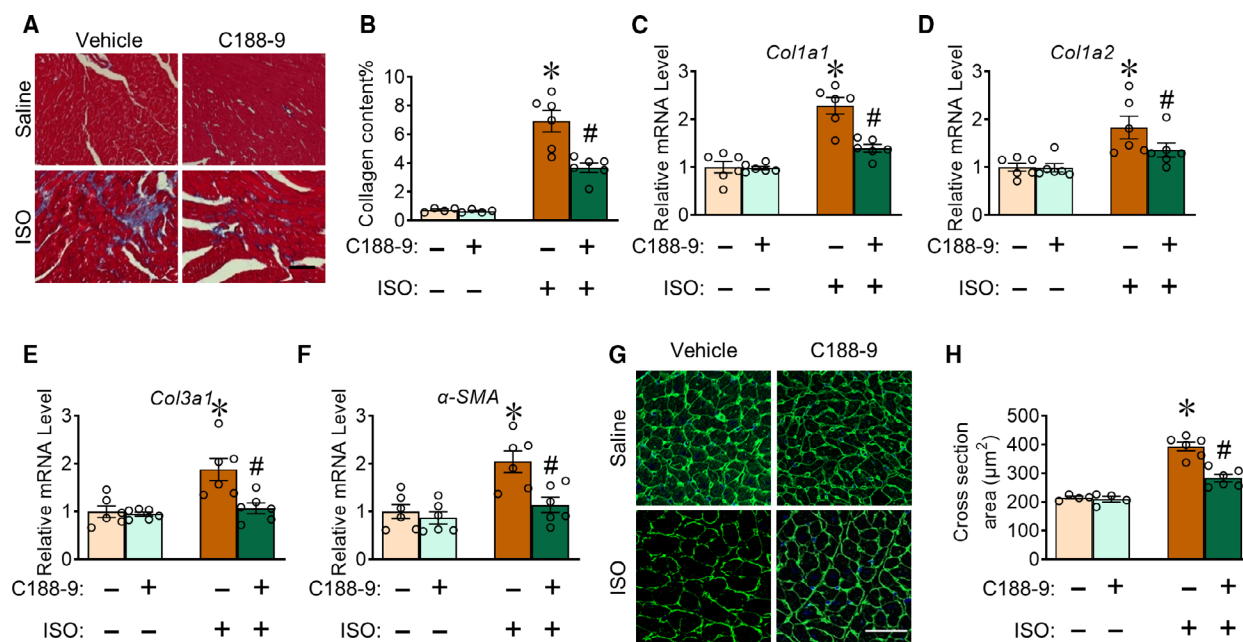 A
Vehicle
C188-9
Saline
ISO
B
Collagen content%
10
8
6
4
2
0
*
#
C188-9: − + − +
ISO: − − + +
C
Col1a1
Relative mRNA Level
3
2
1
0
*
#
C188-9: − + − +
ISO: − − + +
D
Col1a2
Relative mRNA Level
3
2
1
0
*
#
C188-9: − + − +
ISO: − − + +
E
Col3a1
Relative mRNA Level
3
2
1
0
*
#
C188-9: − + − +
ISO: − − + +
F
α-SMA
Relative mRNA Level
3
2
1
0
*
#
C188-9: − + − +
ISO: − − + +
G
Vehicle
C188-9
Saline
ISO
H
Cross section
area (µm²)
500
400
300
200
100
0
*
#
C188-9: − + − +
ISO: − − + +